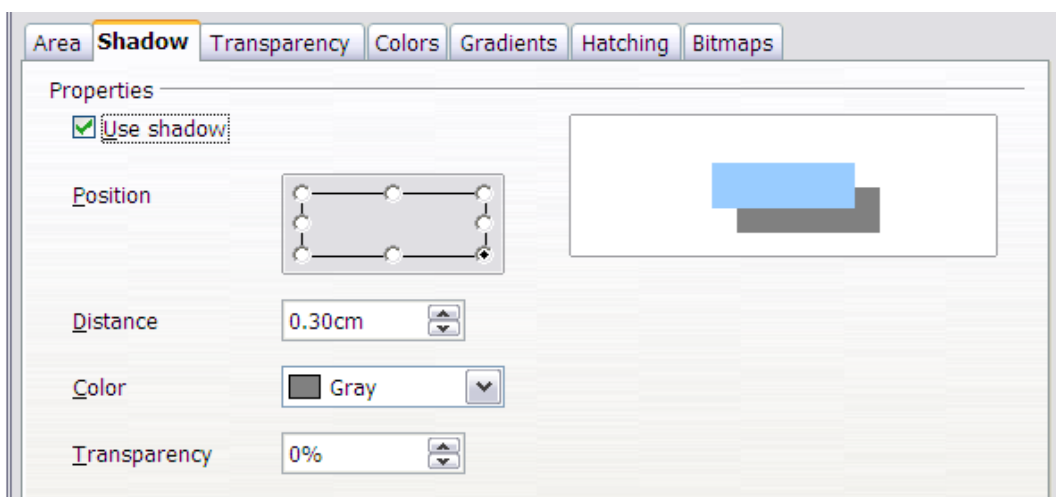 Area Shadow Transparency Colors Gradients Hatching Bitmaps
Properties
Use shadow
Position
Distance 0.30cm
Color Gray
Transparency 0%